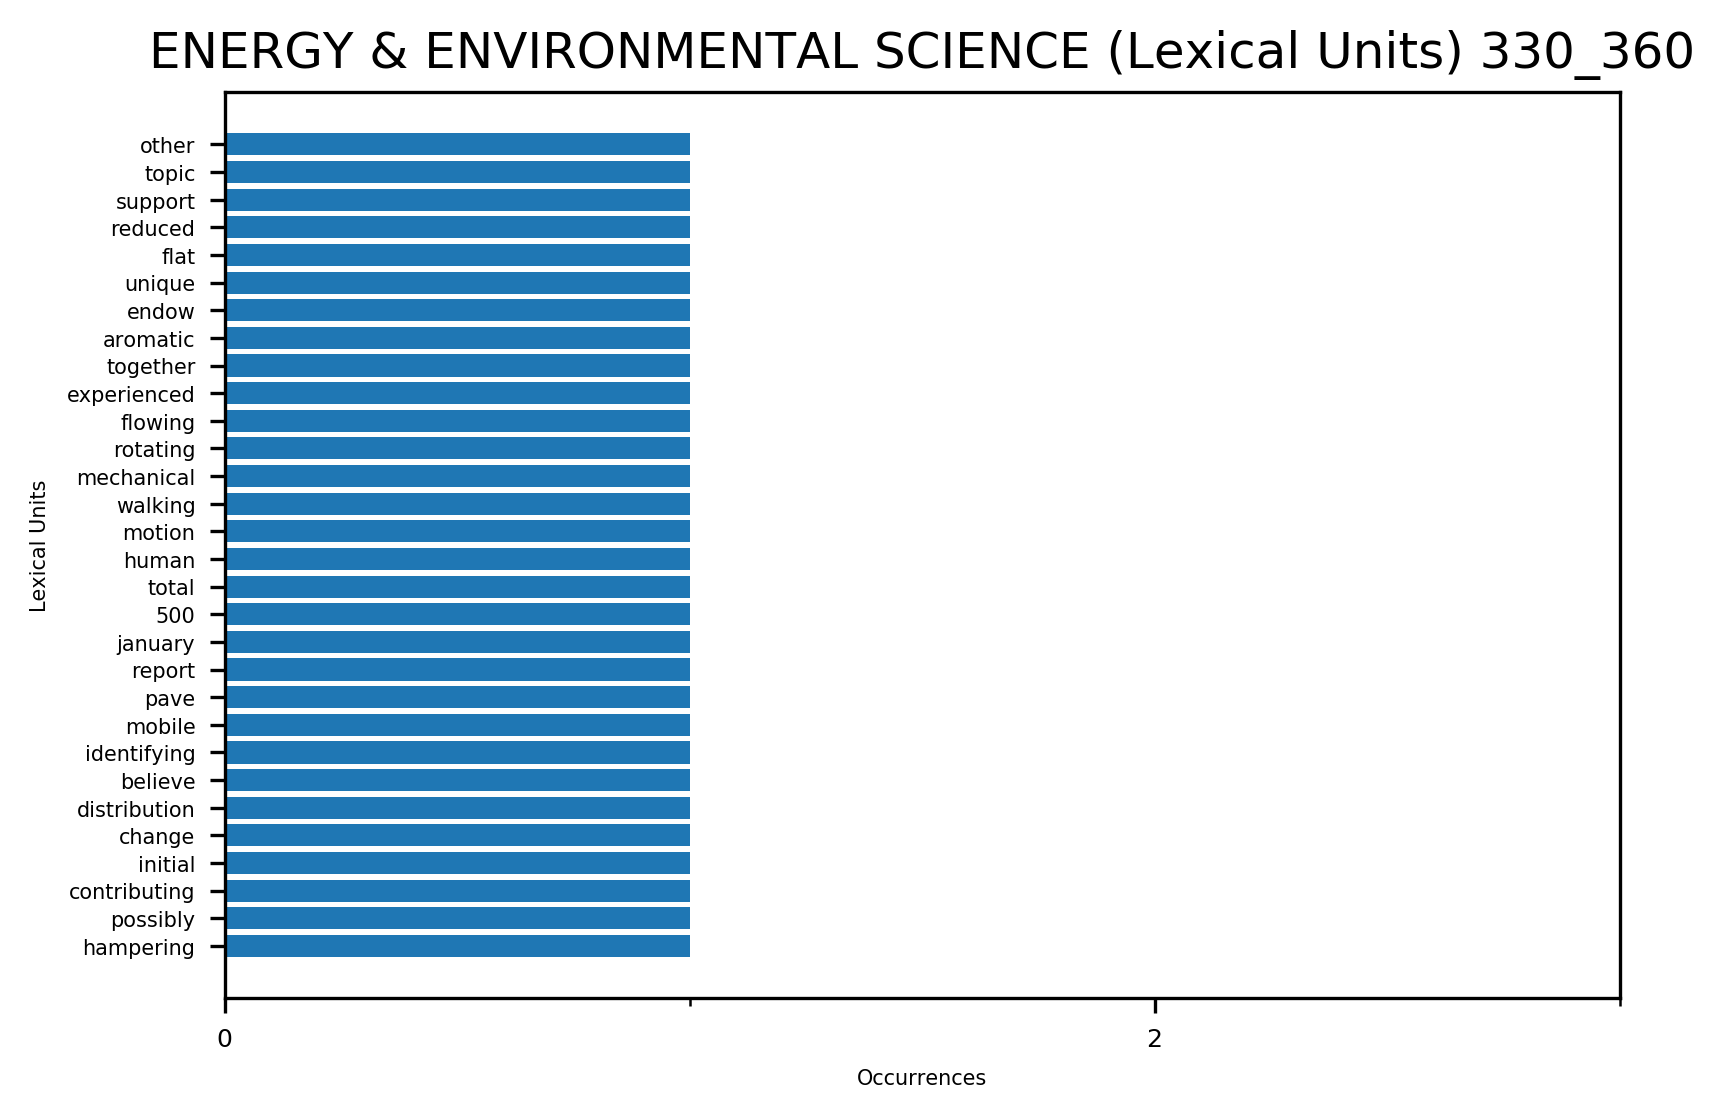 ENERGY & ENVIRONMENTAL SCIENCE (Lexical Units) 330_360
other
topic
support
reduced
flat
unique
endow
aromatic
together
experienced
flowing
rotating
mechanical
walking
motion
human
total
500
january
report
pave
mobile
identifying
believe
distribution
change
initial
contributing
possibly
hampering
Lexical Units
0
2
Occurrences